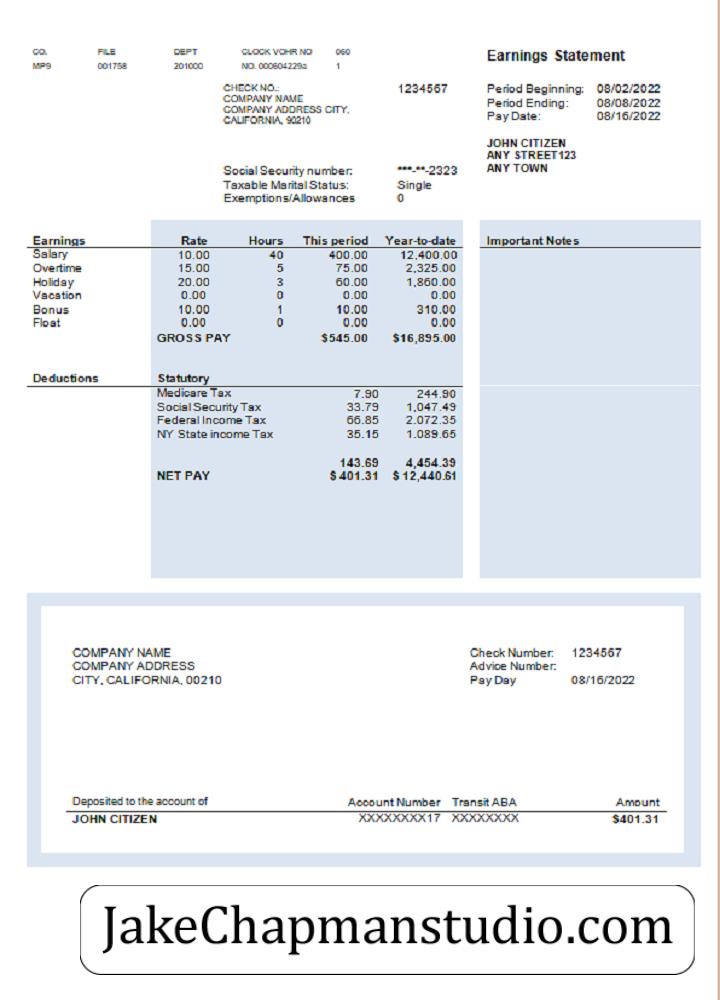 CO. FILE DEPT CLOCK VOHR NO 060
MP9 001758 201000 NO. 0006042292 1
Earnings Statement
CHECK NO.: 1234567
COMPANY NAME
COMPANY ADDRESS CITY,
CALIFORNIA, 90210
Period Beginning: 08/02/2022
Period Ending: 08/08/2022
Pay Date: 08/16/2022
JOHN CITIZEN
ANY STREET123
ANY TOWN
Social Security number: ***-**-2323
Taxable Marital Status: Single
Exemptions/Allowances 0
Earnings Rate Hours This period Year-to-date Important Notes
Salary 10.00 40 400.00 12,400.00
Overtime 15.00 5 75.00 2,325.00
Holiday 20.00 3 60.00 1,860.00
Vacation 0.00 0 0.00 0.00
Bonus 10.00 1 10.00 310.00
Float 0.00 0 0.00 0.00
GROSS PAY $545.00 $16,895.00
Deductions Statutory
Medicare Tax 7.90 244.90
Social Security Tax 33.79 1,047.49
Federal Income Tax 66.85 2.072.35
NY State income Tax 35.15 1.089.65
143.69 4,454.39
NET PAY $401.31 $12,440.61
COMPANY NAME
COMPANY ADDRESS
CITY, CALIFORNIA, 00210
Check Number: 1234567
Advice Number:
Pay Day 08/16/2022
Deposited to the account of Account Number Transit ABA Amount
JOHN CITIZEN XXXXXXXX17 XXXXXXXX $401.31
JakeChapmanstudio.com